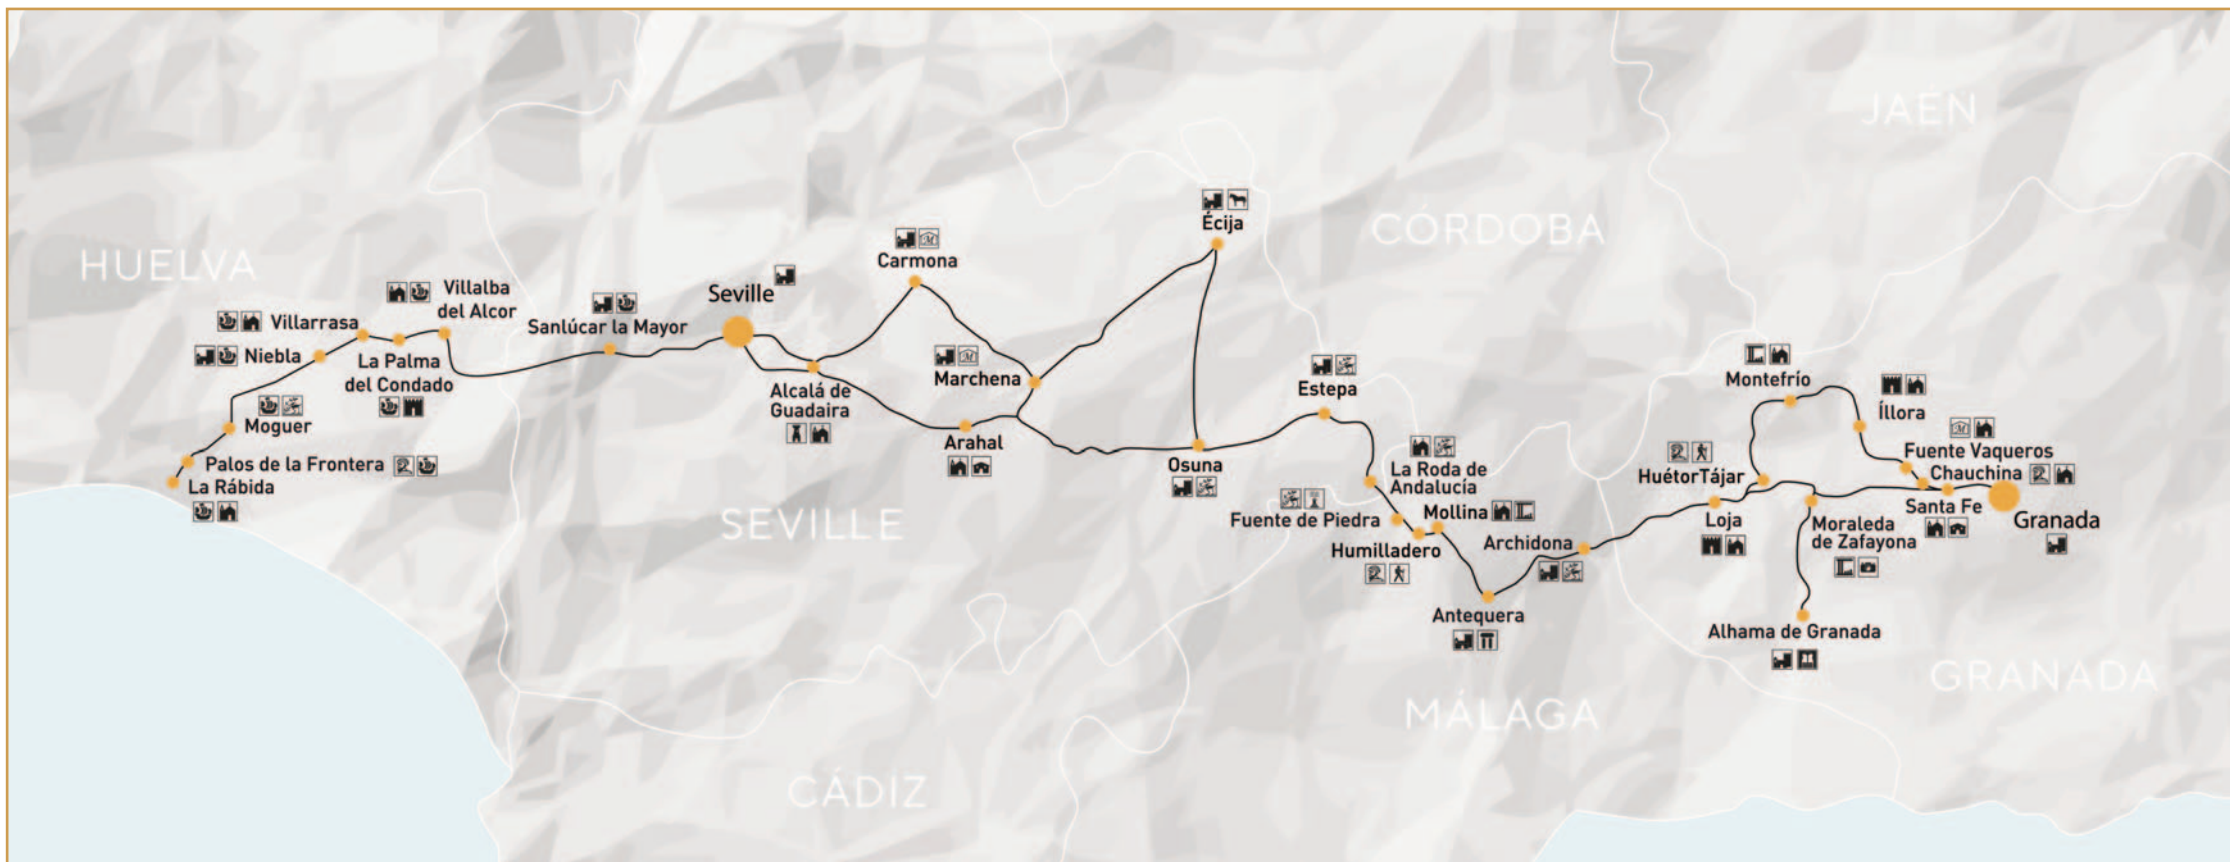 JAÉN
Écija
CÓRDOBA
HUELVA
Carmona
Villalba
del Alcor
Seville
Villarrasa
Sanlúcar la Mayor
Niebla
La Palma
del Condado
Marchena
Alcalá de
Guadaira
Estepa
Montefrío
Íllora
Moguer
Arahal
Palos de la Frontera
La Rábida
Osuna
La Roda de
Andalucía
Fuente Vaqueros
Chauchina
HuétorTájar
Santa Fe
Granada
SEVILLE
Fuente de Piedra
Mollina
Humilladero
Archidona
Loja
Moraleda
de Zafayona
Antequera
Alhama de Granada
GRANADA
MÁLAGA
CÁDIZ